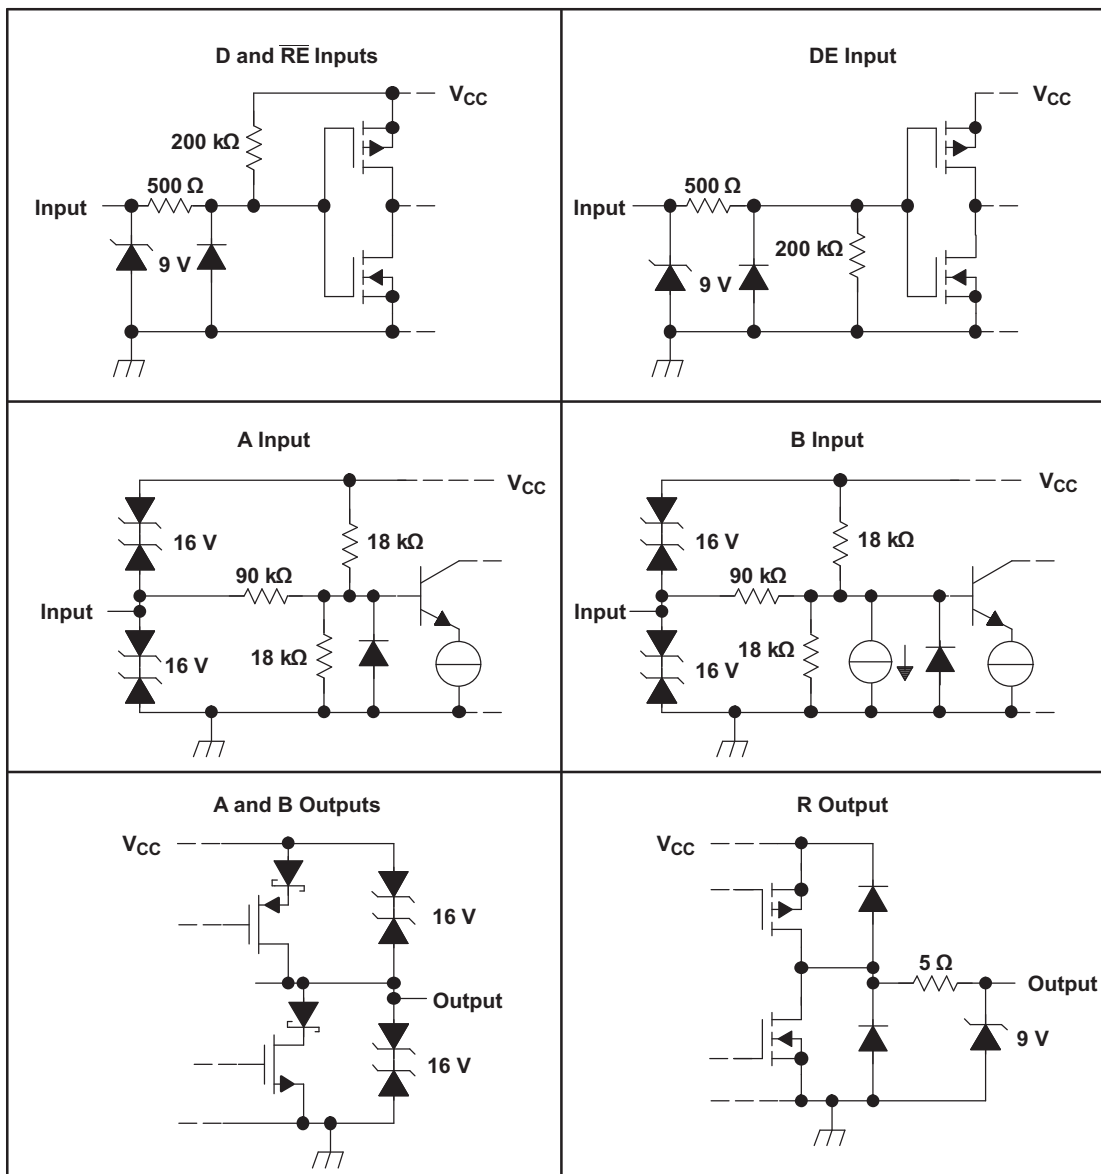 D and R̅E̅ Inputs
V<sub>CC</sub>
200 kΩ
500 Ω
Input
9 V
DE Input
V<sub>CC</sub>
500 Ω
Input
200 kΩ
9 V
A Input
V<sub>CC</sub>
16 V
18 kΩ
90 kΩ
Input
18 kΩ
16 V
B Input
V<sub>CC</sub>
16 V
18 kΩ
90 kΩ
Input
18 kΩ
16 V
A and B Outputs
V<sub>CC</sub>
16 V
Output
16 V
R Output
V<sub>CC</sub>
5 Ω
Output
9 V